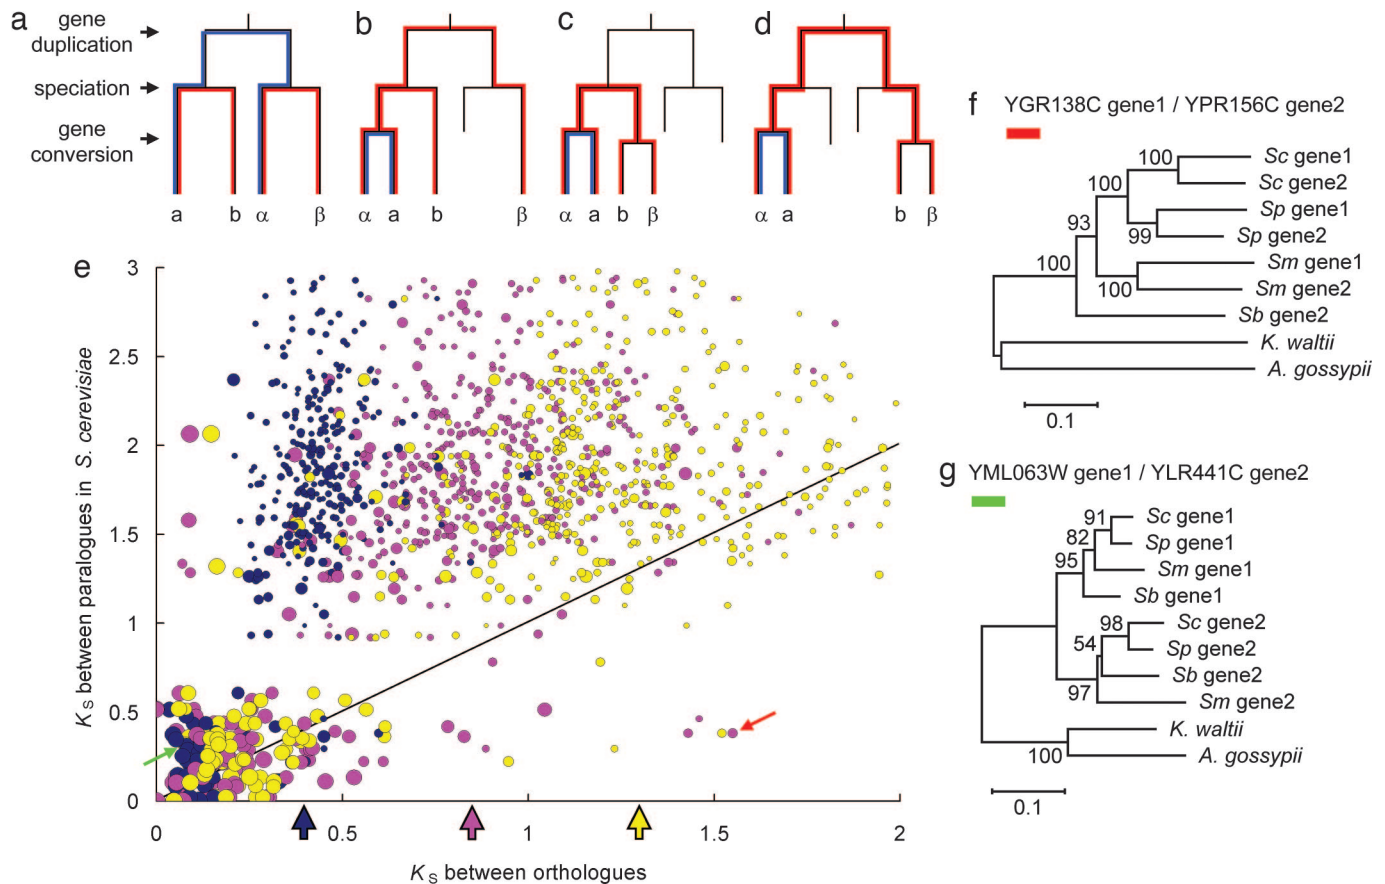 a b c d
gene
duplication
speciation
gene
conversion
a b α β
α a b β
α a b β
α a b β
e
3
2.5
2
1.5
1
0.5
0
K S between paralogues in S. cerevisiae
0 0.5 1 1.5 2
K S between orthologues
f YGR138C gene1 / YPR156C gene2
100 Sc gene1
Sc gene2
100
Sp gene1
99 Sp gene2
93
Sm gene1
100 Sm gene2
100
Sb gene2
K. waltii
A. gossypii
0.1
g YML063W gene1 / YLR441C gene2
91 Sc gene1
82 Sp gene1
95 Sm gene1
Sb gene1
98 Sc gene2
54 Sp gene2
Sb gene2
97 Sm gene2
K. waltii
100 A. gossypii
0.1